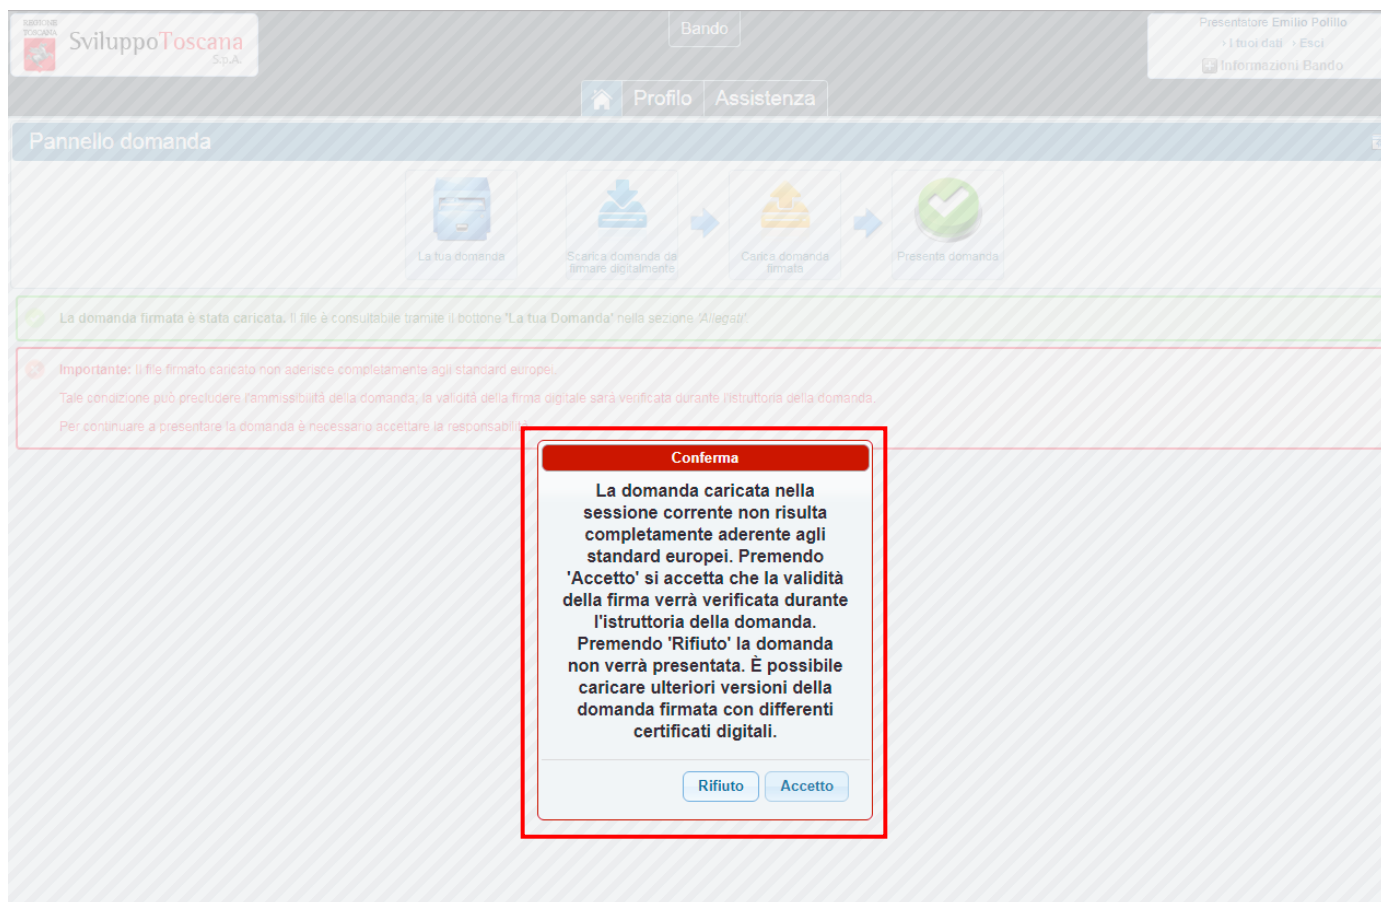 REGIONE
TOSCANA
SviluppoToscana
S.p.A.
Bando
Presentatore Emilio Polillo
I tuoi dati Esci
Informazioni Bando
Profilo Assistenza
Pannello domanda
La tua domanda
Scarica domanda da
firmare digitalmente
Carica domanda
firmata
Presenta domanda
La domanda firmata è stata caricata. Il file è consultabile tramite il bottone 'La tua Domanda' nella sezione 'Allegati'.
Importante: Il file firmato caricato non aderisce completamente agli standard europei.
Tale condizione può precludere l'ammissibilità della domanda; la validità della firma digitale sarà verificata durante l'istruttoria della domanda.
Per continuare a presentare la domanda è necessario accettare la responsabilità
Conferma
La domanda caricata nella
sessione corrente non risulta
completamente aderente agli
standard europei. Premendo
'Accetto' si accetta che la validità
della firma verrà verificata durante
l'istruttoria della domanda.
Premendo 'Rifiuto' la domanda
non verrà presentata. È possibile
caricare ulteriori versioni della
domanda firmata con differenti
certificati digitali.
Rifiuto Accetto